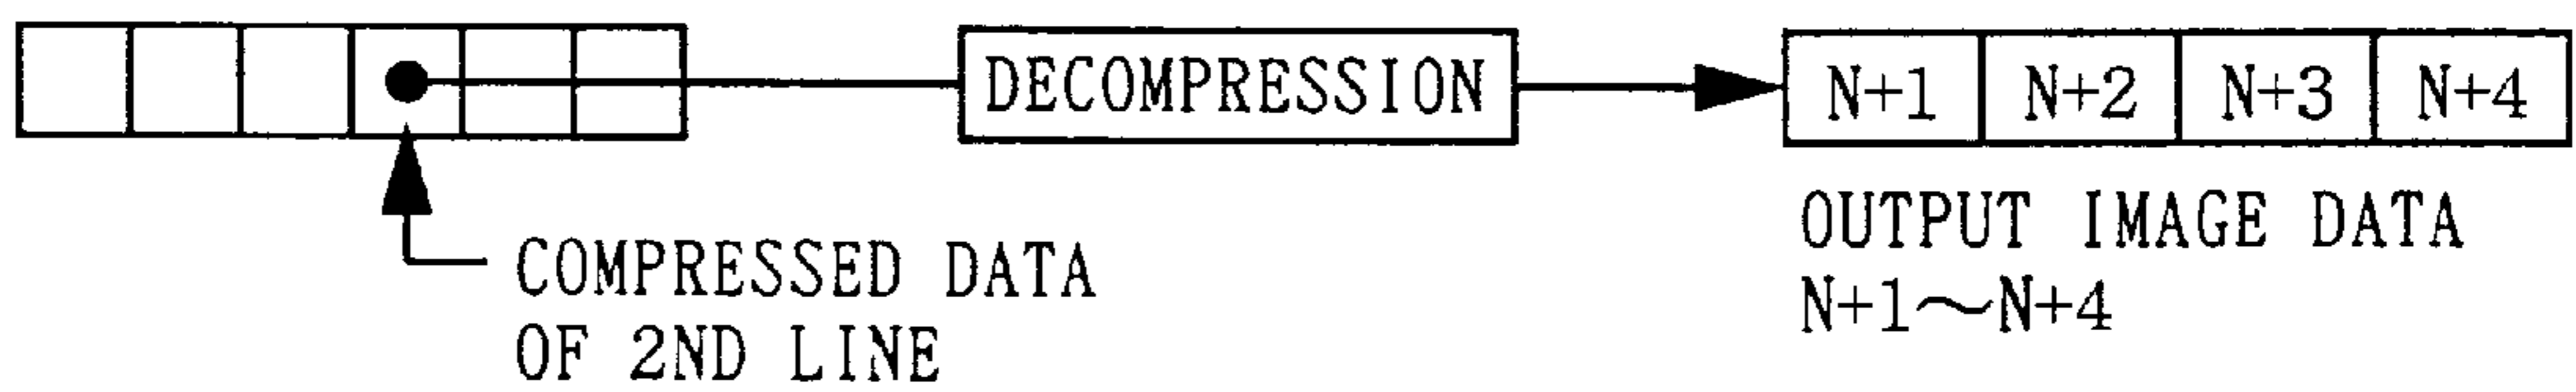 DECOMPRESSION
N+1 N+2 N+3 N+4
COMPRESSED DATA
OF 2ND LINE
OUTPUT IMAGE DATA
N+1～N+4